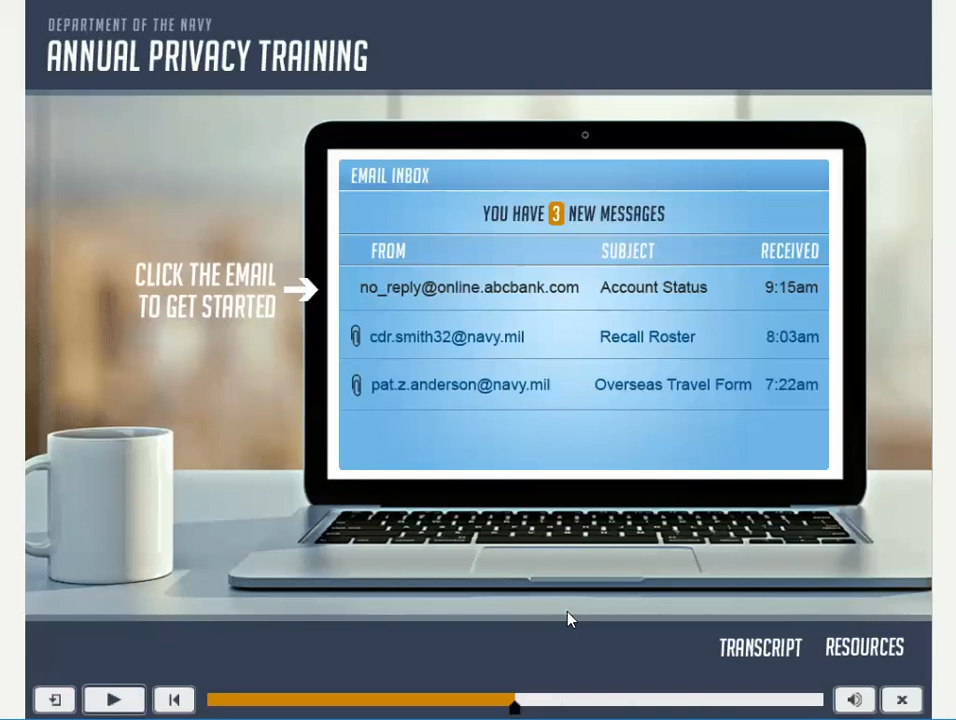 DEPARTMENT OF THE NAVY
ANNUAL PRIVACY TRAINING
EMAIL INBOX
YOU HAVE 3 NEW MESSAGES
FROM SUBJECT RECEIVED
CLICK THE EMAIL
TO GET STARTED
no_reply@online.abcbank.com Account Status 9:15am
cdr.smith32@navy.mil Recall Roster 8:03am
pat.z.anderson@navy.mil Overseas Travel Form 7:22am
TRANSCRIPT RESOURCES